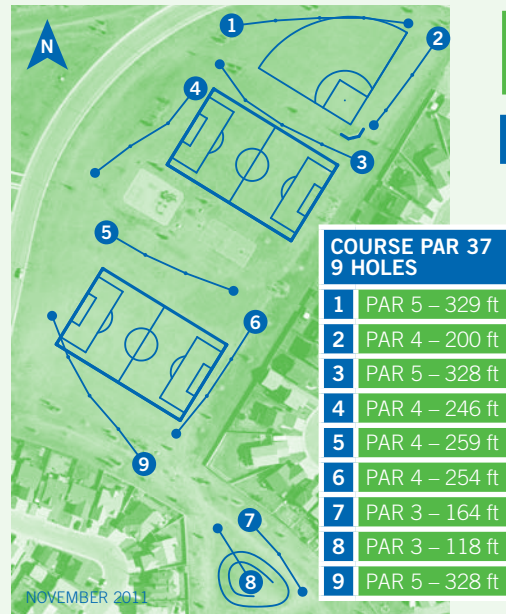 N
1
2
4
3
5
6
9
7
8
NOVEMBER 2011
COURSE PAR 37
9 HOLES
1 PAR 5 – 329 ft
2 PAR 4 – 200 ft
3 PAR 5 – 328 ft
4 PAR 4 – 246 ft
5 PAR 4 – 259 ft
6 PAR 4 – 254 ft
7 PAR 3 – 164 ft
8 PAR 3 – 118 ft
9 PAR 5 – 328 ft